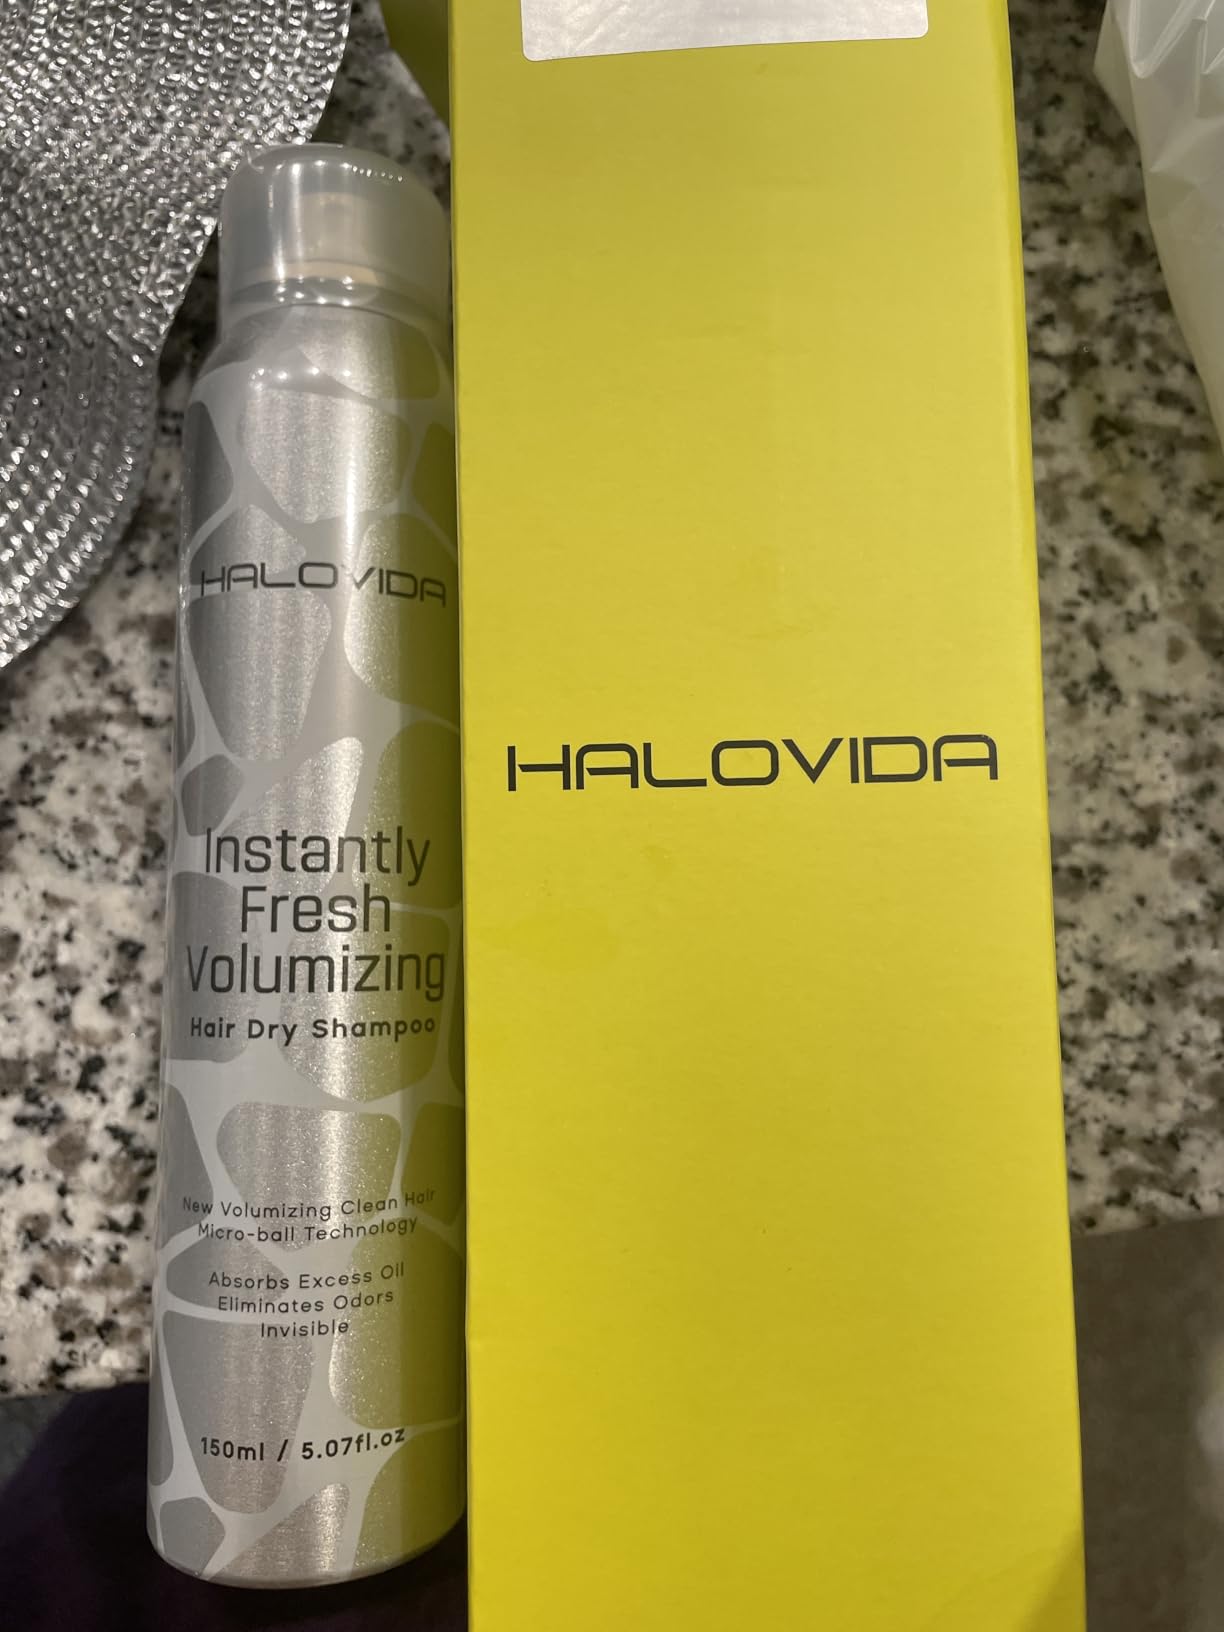 HALOVIDA
Instantly
Fresh
Volumizing
Hair Dry Shampoo
New Volumizing Clean Hair
Micro-ball Technology
Absorbs Excess Oil
Eliminates Odors
Invisible
150ml / 5.07fl.oz
HALOVIDA